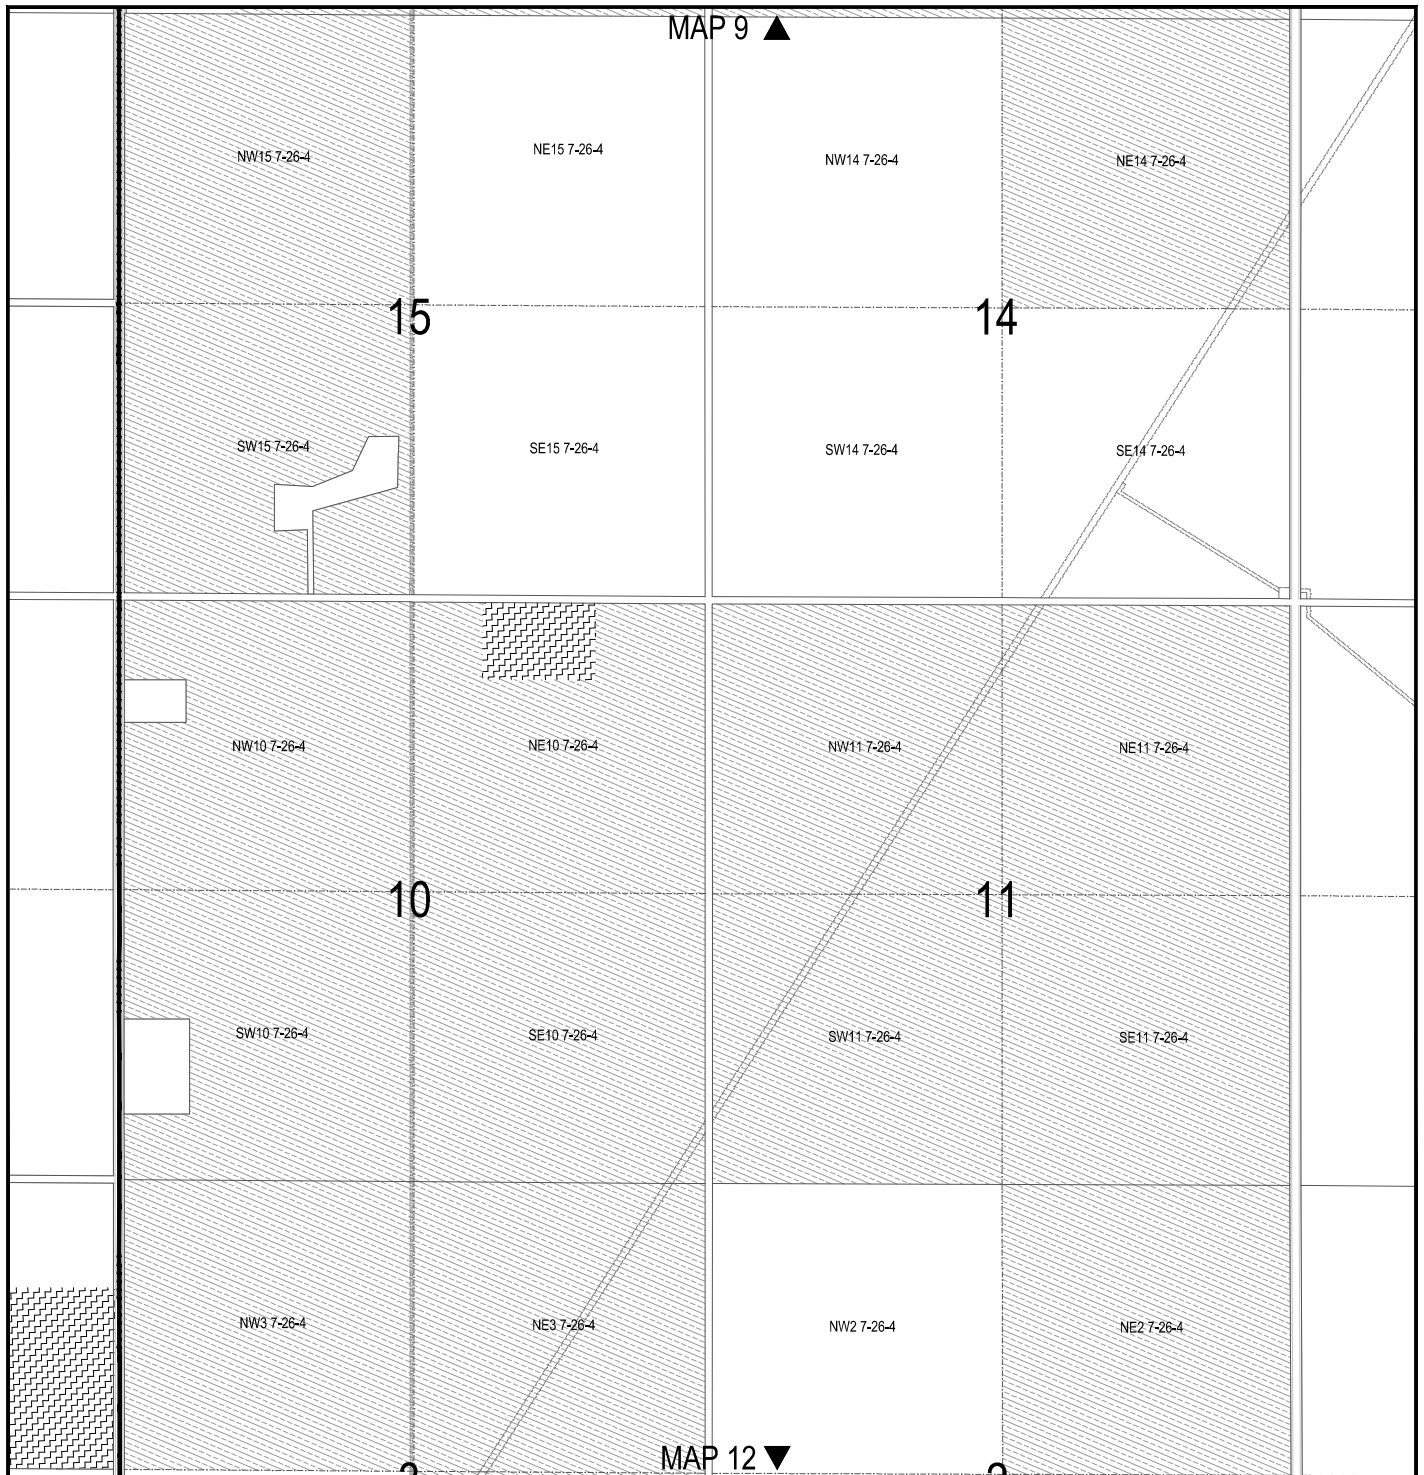 MAP 9 ▲
NW15 7-26-4
NE15 7-26-4
NW14 7-26-4
NE14 7-26-4
15
14
SW15 7-26-4
SE15 7-26-4
SW14 7-26-4
SE14 7-26-4
NW10 7-26-4
NE10 7-26-4
NW11 7-26-4
NE11 7-26-4
10
11
SW10 7-26-4
SE10 7-26-4
SW11 7-26-4
SE11 7-26-4
NW3 7-26-4
NE3 7-26-4
NW2 7-26-4
NE2 7-26-4
MAP 12 ▼